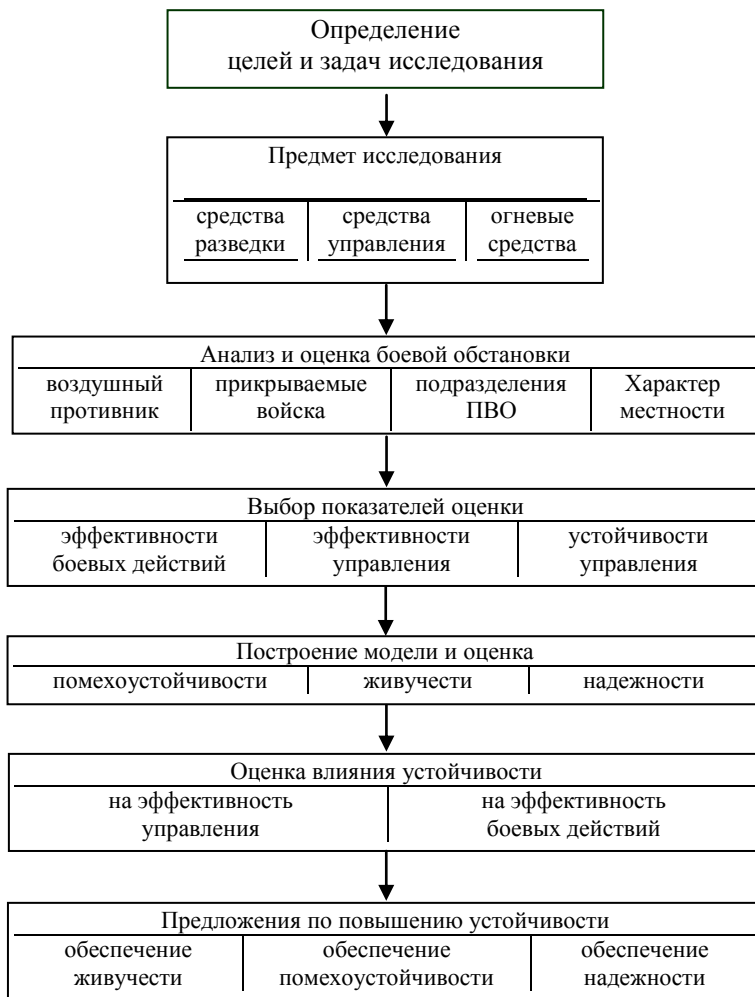 Определение
целей и задач исследования
Предмет исследования
средства средства огневые
разведки управления средства
Анализ и оценка боевой обстановки
воздушный прикрываемые подразделения Характер
противник войска ПВО местности
Выбор показателей оценки
эффективности эффективности устойчивости
боевых действий управления управления
Построение модели и оценка
помехоустойчивости живучести надежности
Оценка влияния устойчивости
на эффективность на эффективность
управления боевых действий
Предложения по повышению устойчивости
обеспечение обеспечение обеспечение
живучести помехоустойчивости надежности